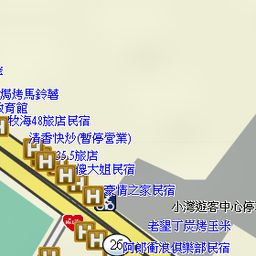 焗烤馬鈴薯
教育館
牧海48旅店民宿
清香快炒(暫停營業)
35.5旅店
傻大姐民宿
豪情之家民宿
小灣遊客中心停
老墾丁炭烤玉米
26
阿郎衝浪俱樂部民宿